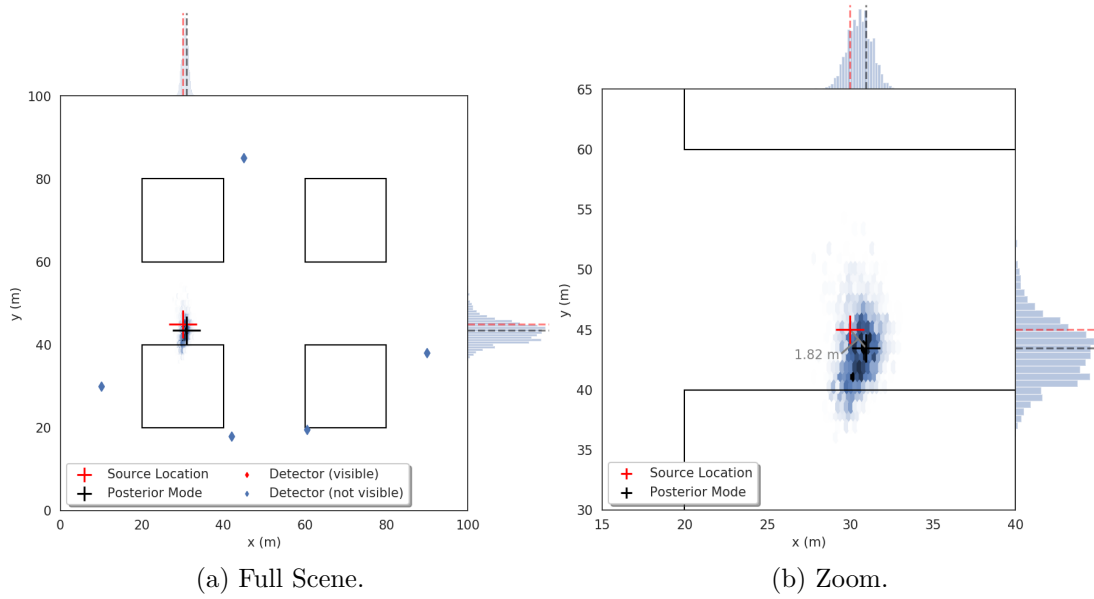 100
80
60
40
20
0
y (m)
0
20
40
60
80
100
x (m)
Source Location
Posterior Mode
Detector (visible)
Detector (not visible)
(a) Full Scene.
65
60
55
50
45
40
35
30
y (m)
15
20
25
30
35
40
x (m)
1.82 m
Source Location
Posterior Mode
(b) Zoom.